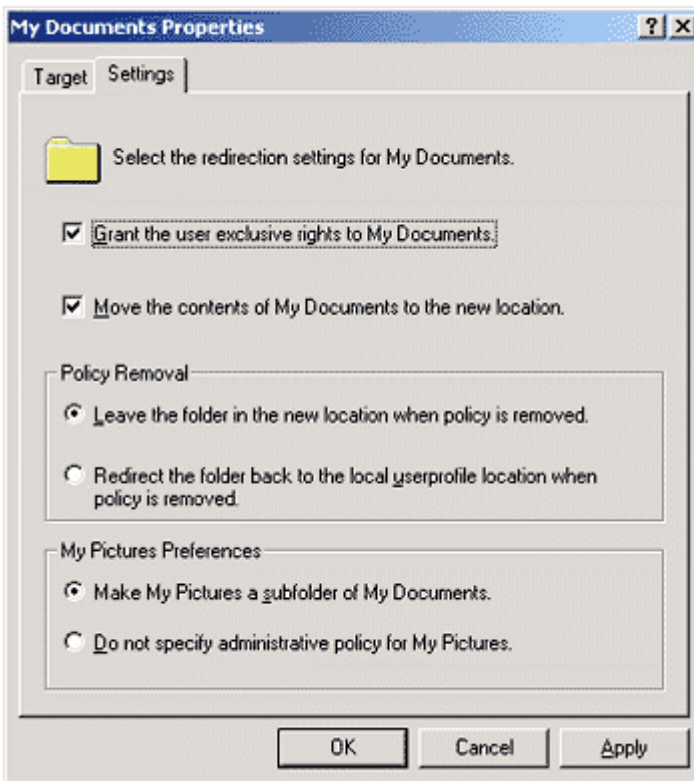 My Documents Properties
Target
Settings
Select the redirection settings for My Documents.
Grant the user exclusive rights to My Documents.
Move the contents of My Documents to the new location.
Policy Removal
Leave the folder in the new location when policy is removed.
Redirect the folder back to the local userprofile location when
policy is removed.
My Pictures Preferences
Make My Pictures a subfolder of My Documents.
Do not specify administrative policy for My Pictures.
OK
Cancel
Apply